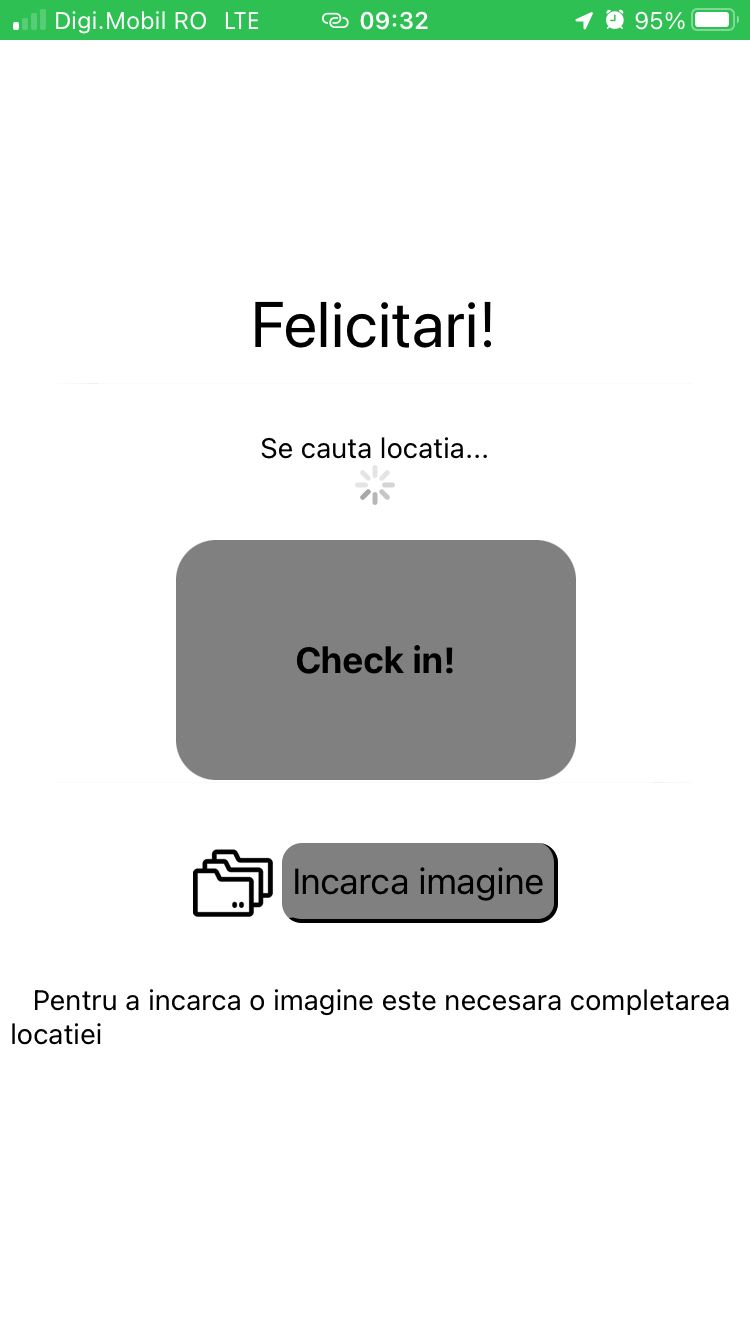 Digi.Mobil RO LTE 09:32 95%
Felicitari!
Se cauta locatia...
Check in!
Incarca imagine
Pentru a incarca o imagine este necesara completarea
locatiei